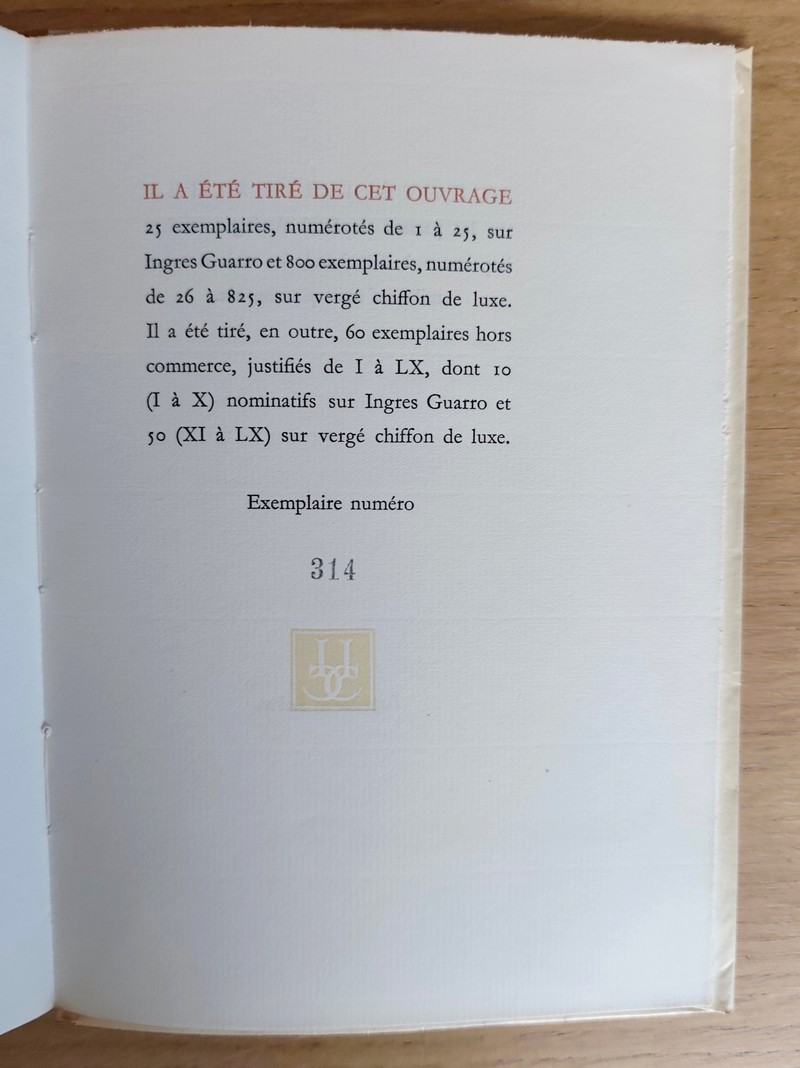 IL A ÉTÉ TIRÉ DE CET OUVRAGE
25 exemplaires, numérotés de 1 à 25, sur
Ingres Guarro et 800 exemplaires, numérotés
de 26 à 825, sur vergé chiffon de luxe.
Il a été tiré, en outre, 60 exemplaires hors
commerce, justifiés de I à LX, dont 10
(I à X) nominatifs sur Ingres Guarro et
50 (XI à LX) sur vergé chiffon de luxe.
Exemplaire numéro
314